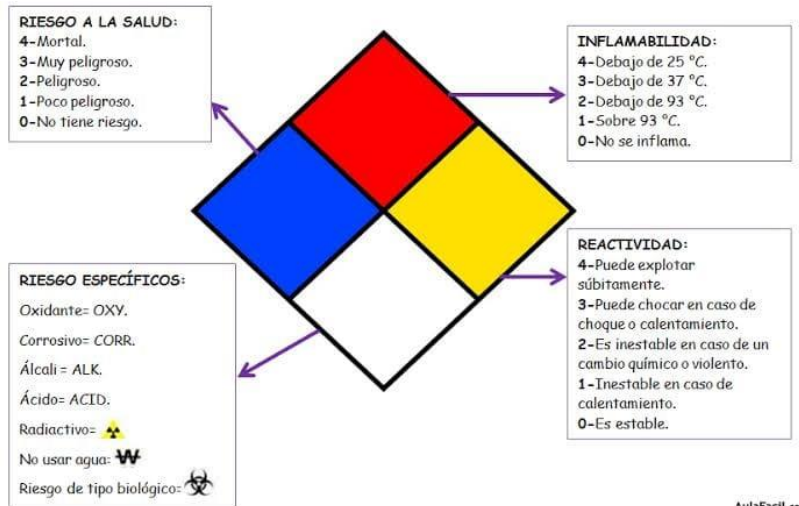 RIESGO A LA SALUD:
4-Mortal.
3-Muy peligroso.
2-Peligroso.
1-Poco peligroso.
0-No tiene riesgo.
INFLAMABILIDAD:
4-Debajo de 25 °C.
3-Debajo de 37 °C.
2-Debajo de 93 °C.
1-Sobre 93 °C.
0-No se inflama.
RIESGO ESPECÍFICOS:
Oxidante= OXY.
Corrosivo= CORR.
Álcali = ALK.
Ácido= ACID.
Radiactivo=
No usar agua: W
Riesgo de tipo biológico:
REACTIVIDAD:
4-Puede explotar
súbitamente.
3-Puede chocar en caso de
choque o calentamiento.
2-Es inestable en caso de un
cambio químico o violento.
1-Inestable en caso de
calentamiento.
0-Es estable.
AulaFacil